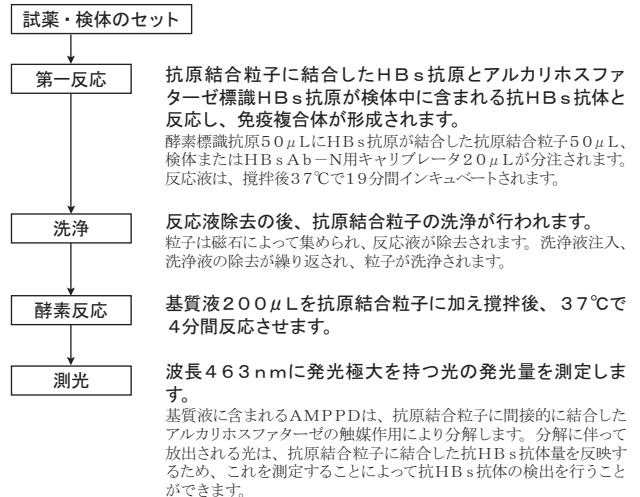 試薬・検体のセット
第一反応
抗原結合粒子に結合したHBs抗原とアルカリホスファ
ターゼ標識HBs抗原が検体中に含まれる抗HBs抗体と
反応し、免疫複合体が形成されます。
酵素標識抗原50μLにHBs抗原が結合した抗原結合粒子50μL、
検体またはHBsAb-N用キャリブレータ20μLが分注されます。
反応液は、撹拌後37℃で19分間インキュベートされます。
洗浄
反応液除去の後、抗原結合粒子の洗浄が行われます。
粒子は磁石によって集められ、反応液が除去されます。洗浄液注入、
洗浄液の除去が繰り返され、粒子が洗浄されます。
酵素反応
基質液200μLを抗原結合粒子に加え撹拌後、37℃で
4分間反応させます。
測光
波長463nmに発光極大を持つ光の発光量を測定しま
す。
基質液に含まれるAMPPDは、抗原結合粒子に間接的に結合した
アルカリホスファターゼの触媒作用により分解します。分解に伴って
放出される光は、抗原結合粒子に結合した抗HBs抗体量を反映す
るため、これを測定することによって抗HBs抗体の検出を行うこと
ができます。